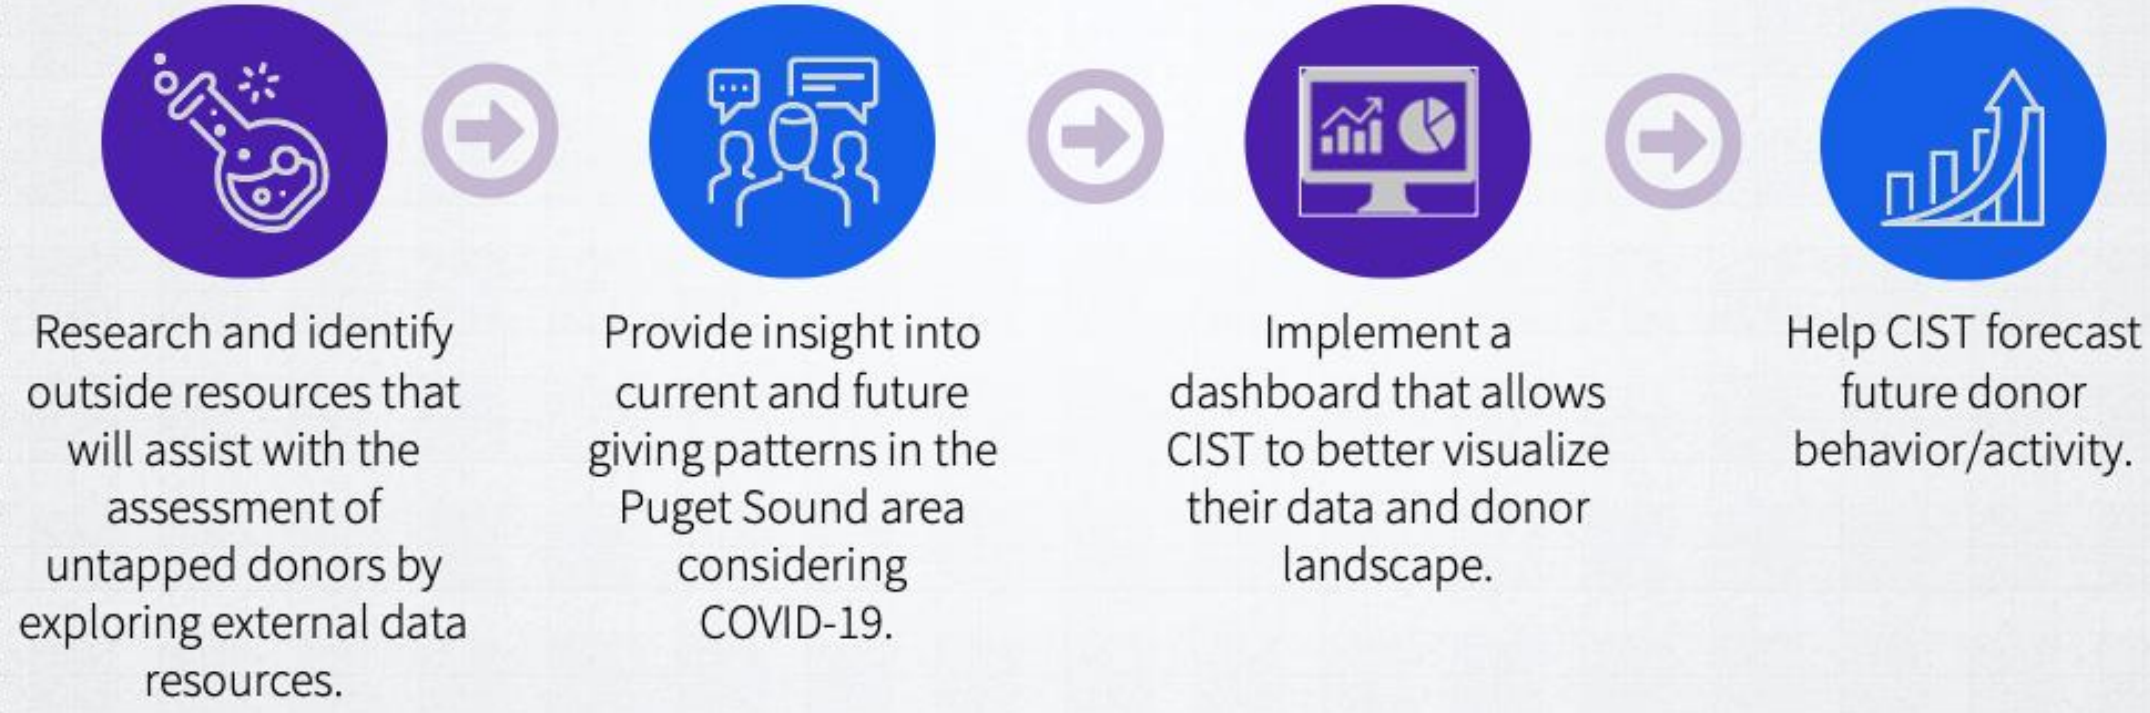 Research and identify
outside resources that
will assist with the
assessment of
untapped donors by
exploring external data
resources.
Provide insight into
current and future
giving patterns in the
Puget Sound area
considering
COVID-19.
Implement a
dashboard that allows
CIST to better visualize
their data and donor
landscape.
Help CIST forecast
future donor
behavior/activity.